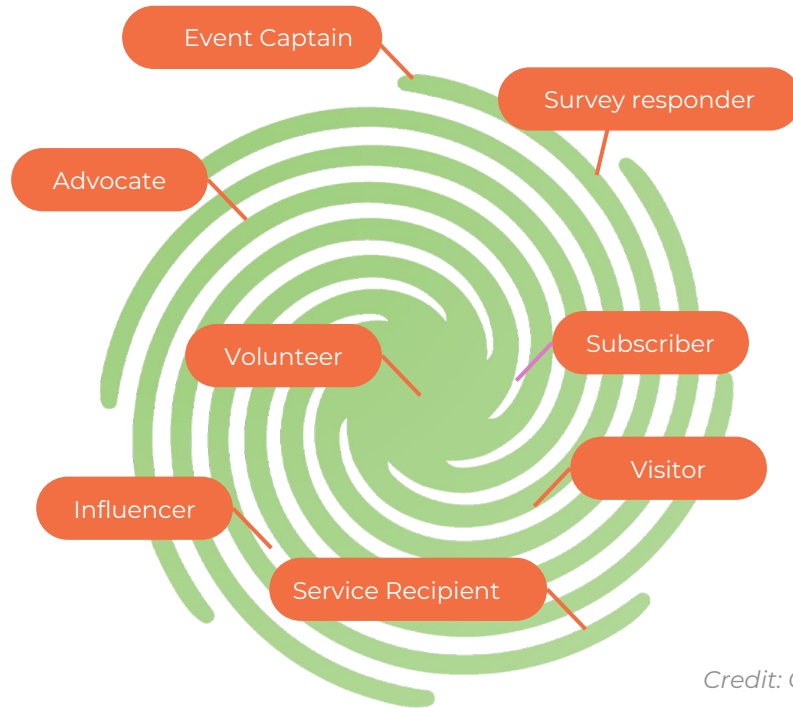 Event Captain
Survey responder
Advocate
Subscriber
Volunteer
Visitor
Influencer
Service Recipient
Credit: